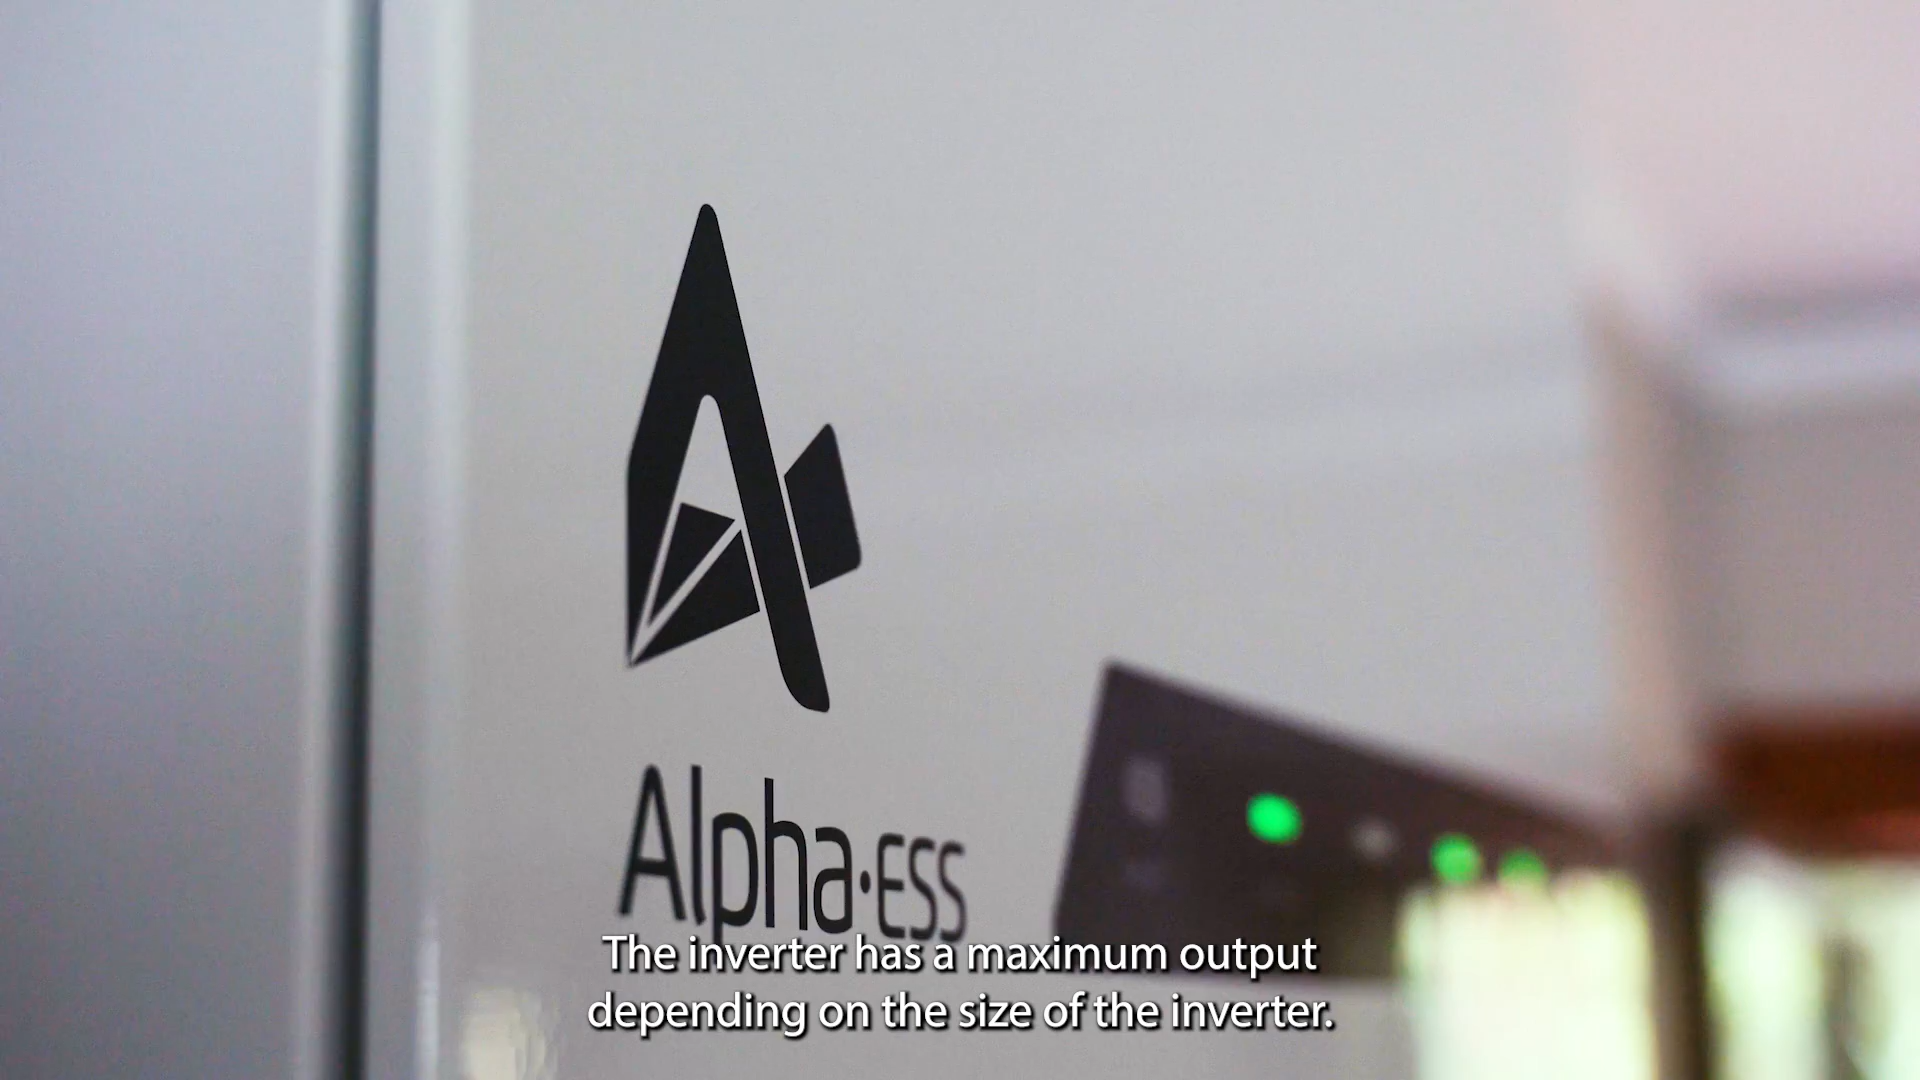 Alpha·ESS
The inverter has a maximum output
depending on the size of the inverter.